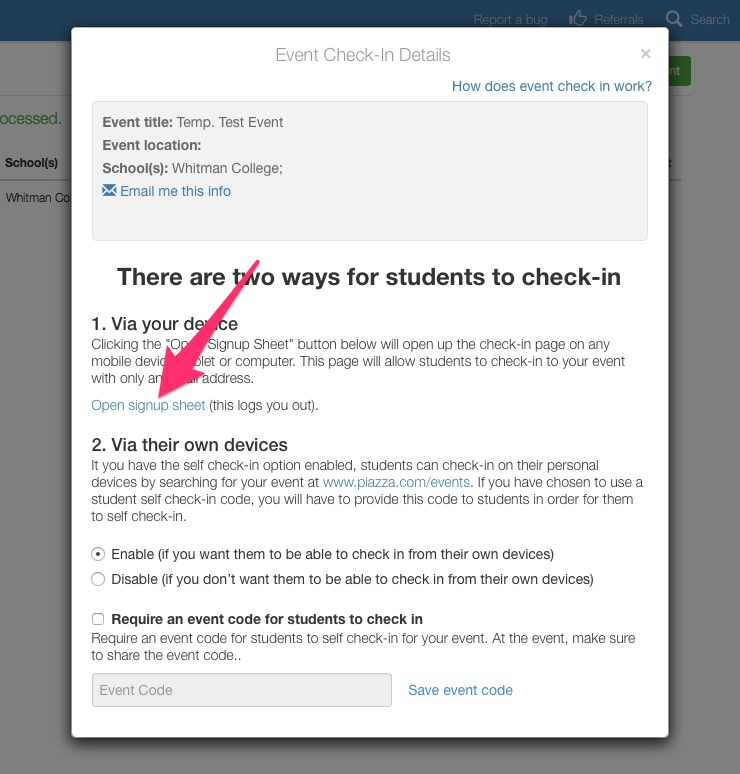 Report a bug Referrals Search
Event Check-In Details ×
nt
How does event check in work?
ocessed.
Event title: Temp. Test Event
Event location:
School(s)
School(s): Whitman College;
Whitman Co
Email me this info
There are two ways for students to check-in
1. Via your device
Clicking the "Op Signup Sheet" button below will open up the check-in page on any
mobile devic blet or computer. This page will allow students to check-in to your event
with only an address.
Open signup sheet (this logs you out).
2. Via their own devices
It you have the self check-in option enabled, students can check-in on their personal
devices by searching for your event at www.piazza.com/events. If you have chosen to use a
student self check-in code, you will have to provide this code to students in order for them
to self check-in.
Enable (if you want them to be able to check in from their own devices)
Disable (if you don't want them to be able to check in from their own devices)
Require an event code for students to check in
Require an event code for students to self check-in for your event. At the event, make sure
to share the event code..
Event Code Save event code